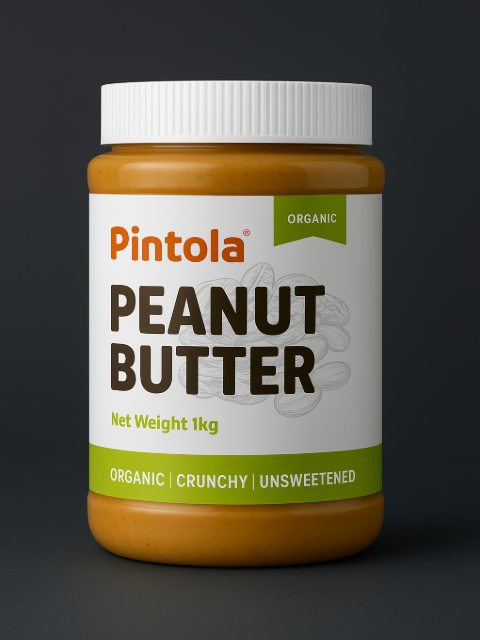 ORGANIC
Pintola®
PEANUT
BUTTER
Net Weight 1kg
ORGANIC | CRUNCHY | UNSWEETENED